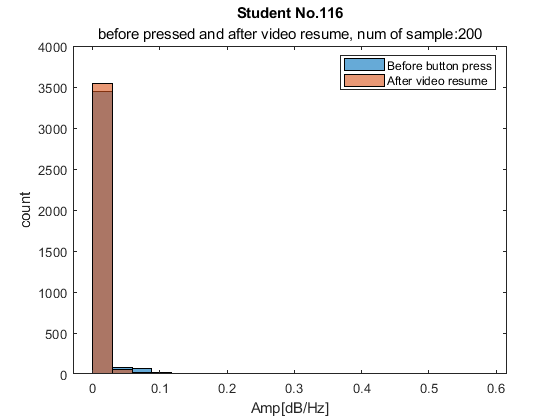 Student No.116
before pressed and after video resume, num of sample:200
4000
3500
3000
2500
2000
1500
1000
500
0
count
Before button press
After video resume
0 0.1 0.2 0.3 0.4 0.5 0.6
Amp[dB/Hz]